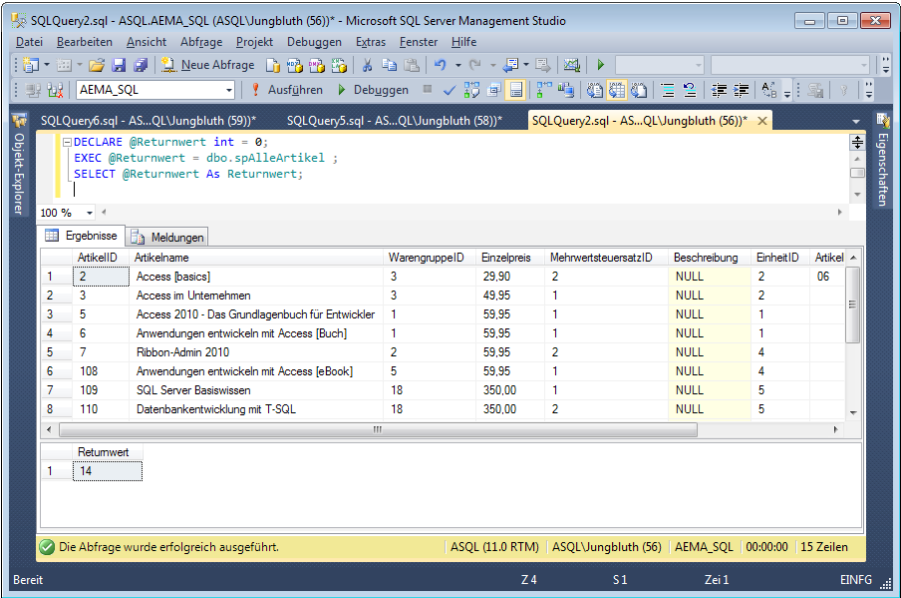 SQLQuery2.sql - ASQL.AEMA_SQL (ASQL\Jungbluth (56))* - Microsoft SQL Server Management Studio
Datei Bearbeiten Ansicht Abfrage Projekt Debuggen Extras Fenster Hilfe
Neue Abfrage
AEMA_SQL Ausführen Debuggen
SQLQuery6.sql - AS...QL\Jungbluth (59))* SQLQuery5.sql - AS...QL\Jungbluth (58))* SQLQuery2.sql - AS...QL\Jungbluth (56))*
Objekt-Explorer
Eigenschaften
DECLARE @Returnwert int = 0;
EXEC @Returnwert = dbo.spAlleArtikel ;
SELECT @Returnwert As Returnwert;
100 %
Ergebnisse Meldungen
ArtikelID Artikelname WarengruppeID Einzelpreis MehrwertsteuersatzID Beschreibung EinheitID Artikel
1 2 Access [basics] 3 29,90 2 NULL 2 06
2 3 Access im Unternehmen 3 49,95 1 NULL 2
3 5 Access 2010 - Das Grundlagenbuch für Entwickler 1 59,95 1 NULL 1
4 6 Anwendungen entwickeln mit Access [Buch] 1 59,95 1 NULL 1
5 7 Ribbon-Admin 2010 2 59,95 2 NULL 4
6 108 Anwendungen entwickeln mit Access [eBook] 5 59,95 1 NULL 4
7 109 SQL Server Basiswissen 18 350,00 1 NULL 5
8 110 Datenbankentwicklung mit T-SQL 18 350,00 2 NULL 5
Returnwert
1 14
Die Abfrage wurde erfolgreich ausgeführt. ASQL (11.0 RTM) ASQL\Jungbluth (56) AEMA_SQL 00:00:00 15 Zeilen
Bereit Z 4 S 1 Zei 1 EINFG